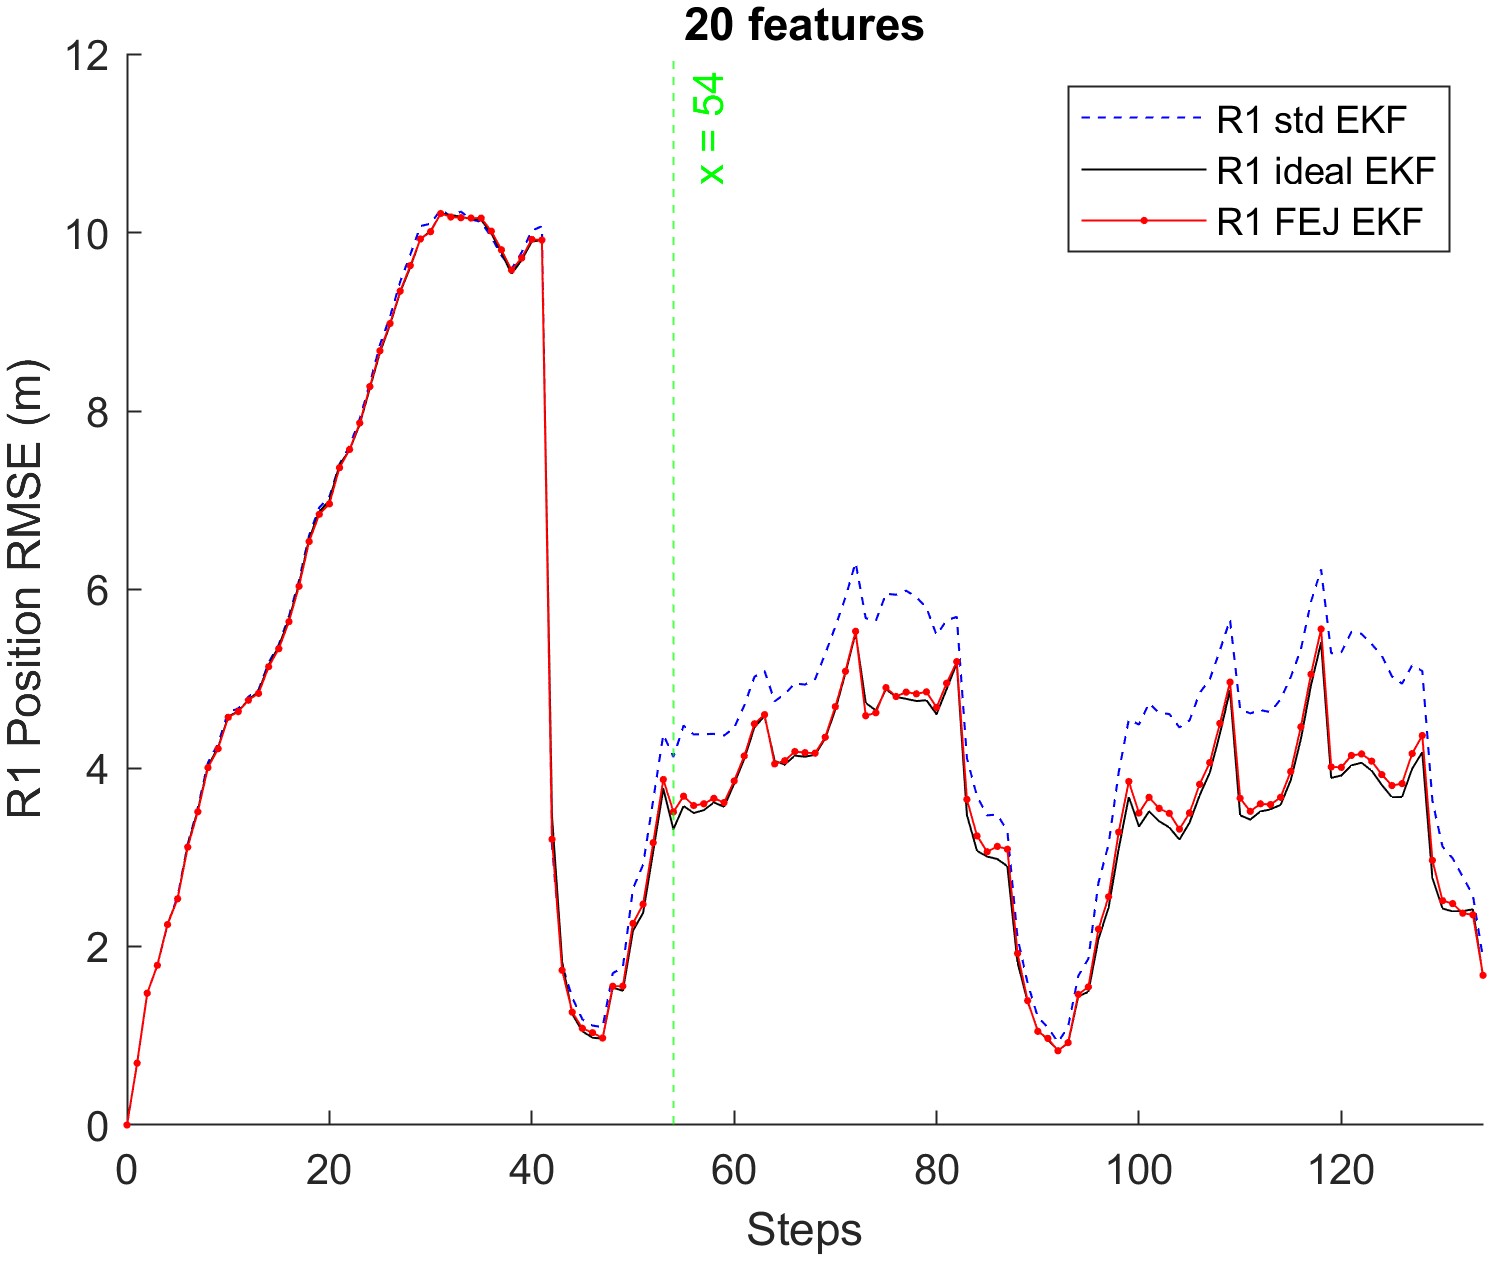 20 features
12
10
8
6
4
2
0
R1 Position RMSE (m)
x = 54
R1 std EKF
R1 ideal EKF
R1 FEJ EKF
0 20 40 60 80 100 120
Steps